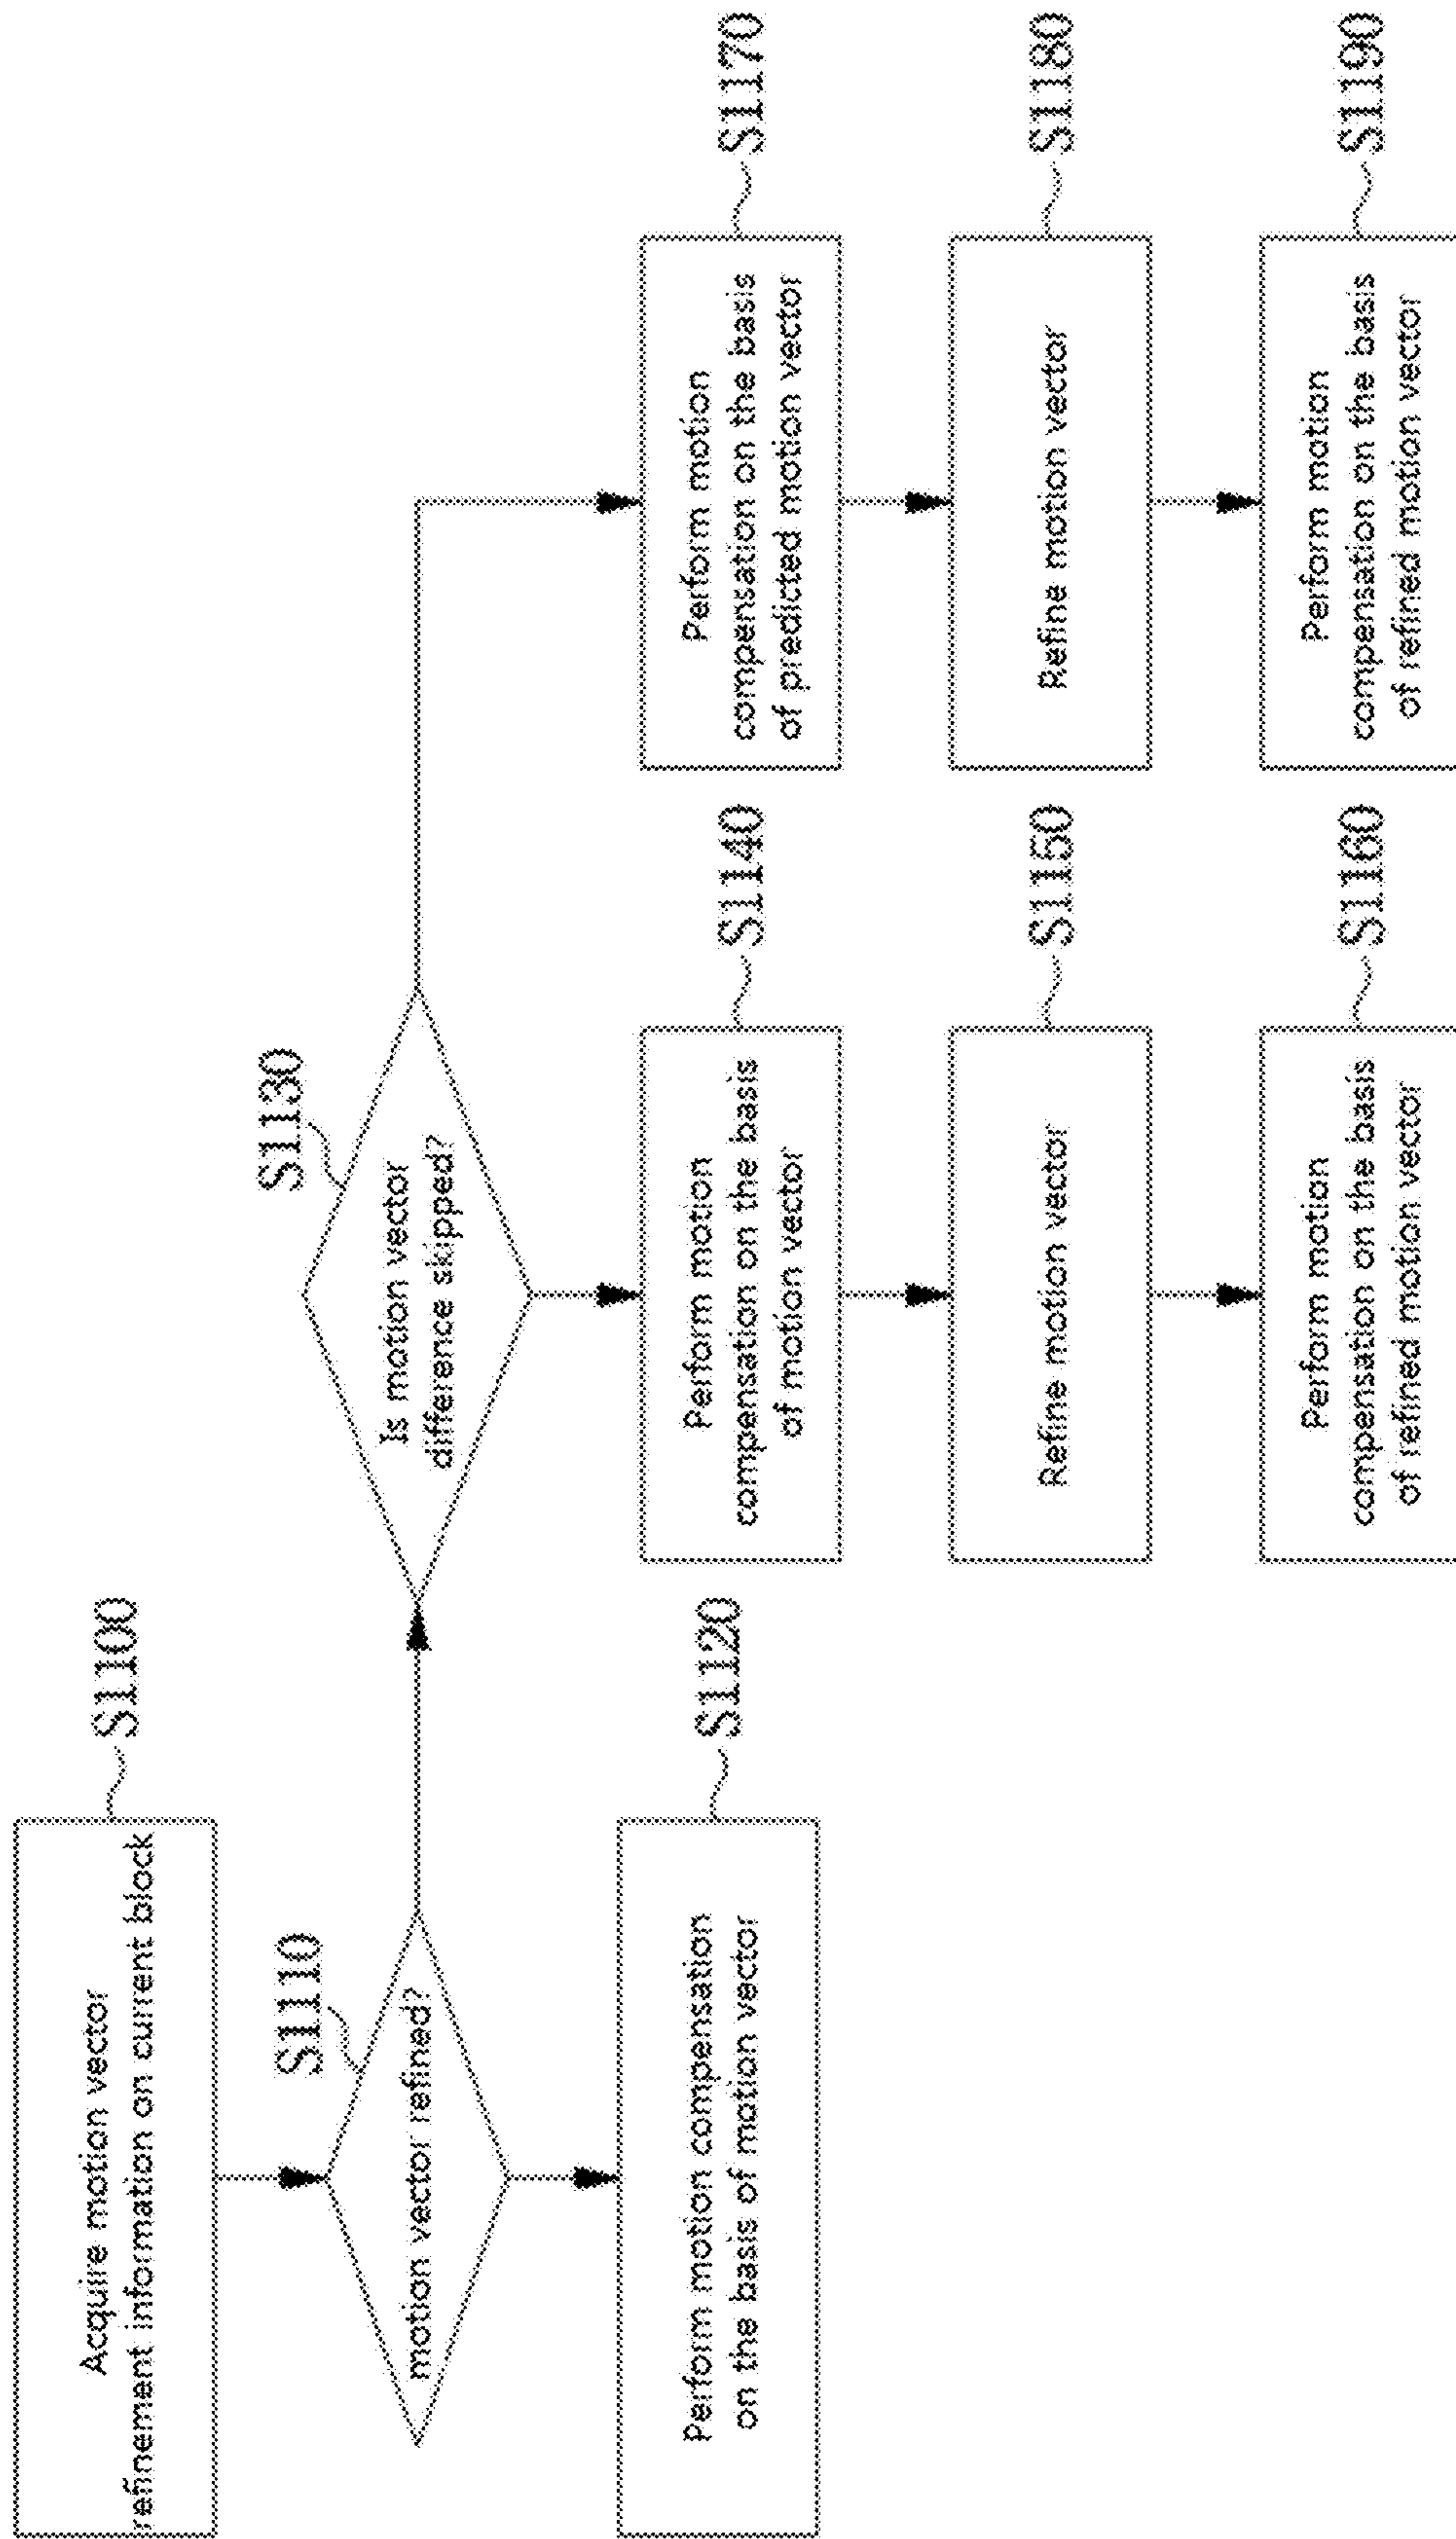 Acquire motion vector
refinement information on current block
S1100
S1110
motion vector refined?
Perform motion compensation
on the basis of motion vector
S1120
S1130
Is motion vector
difference skipped?
Perform motion
compensation on the basis
of motion vector
S1140
Refine motion vector
S1150
Perform motion
compensation on the basis
of refined motion vector
S1160
Perform motion
compensation on the basis
of predicted motion vector
S1170
Refine motion vector
S1180
Perform motion
compensation on the basis
of refined motion vector
S1190